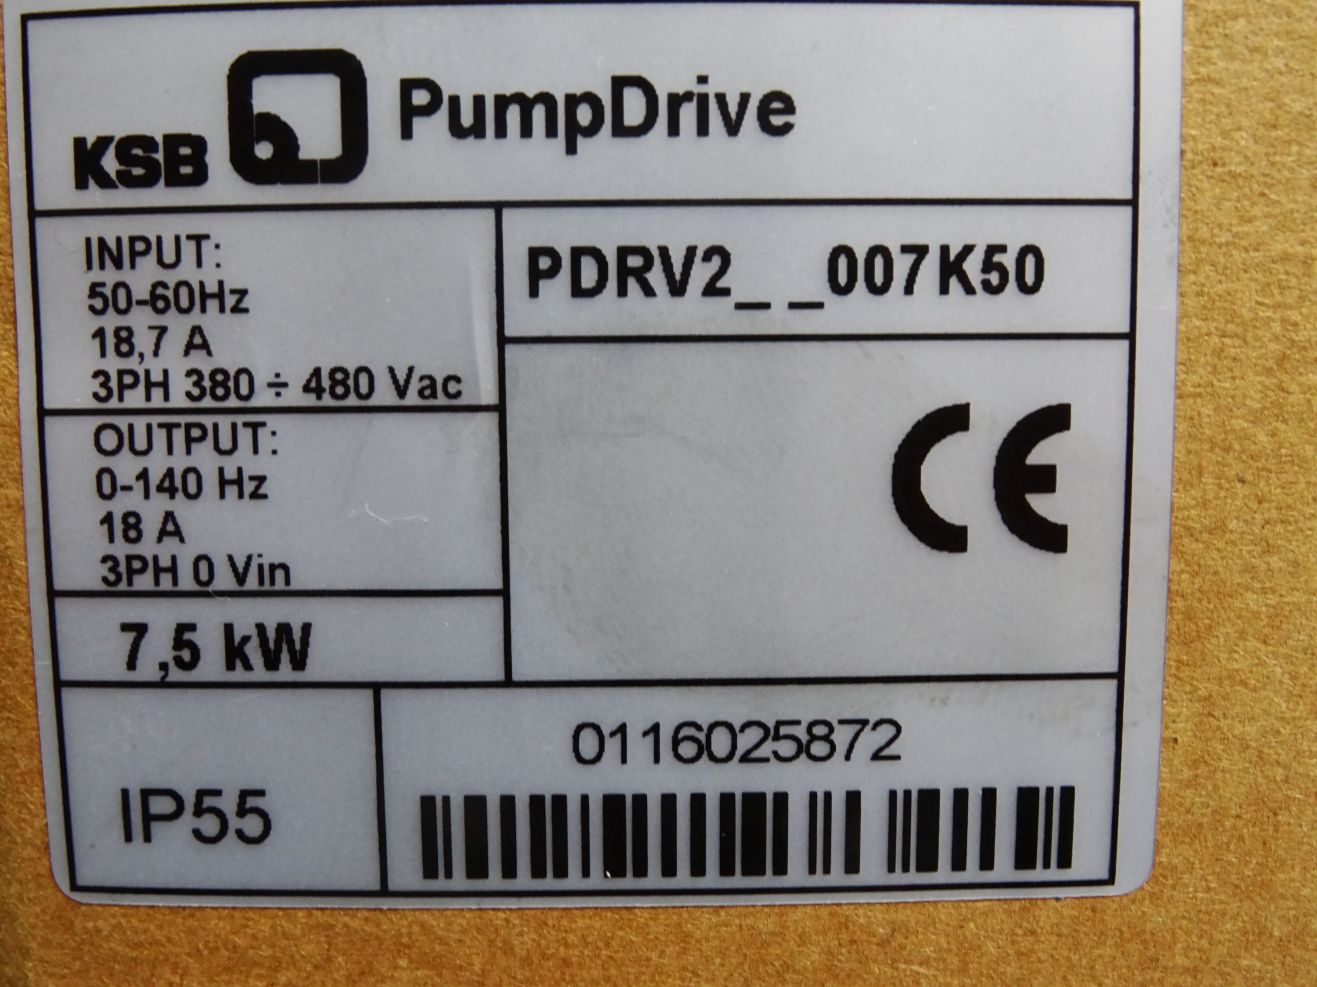 KSB PumpDrive
INPUT:
50-60Hz
18,7 A
3PH 380 ÷ 480 Vac
PDRV2_ _007K50
CE
OUTPUT:
0-140 Hz
18 A
3PH 0 Vin
7,5 kW
IP55
0116025872